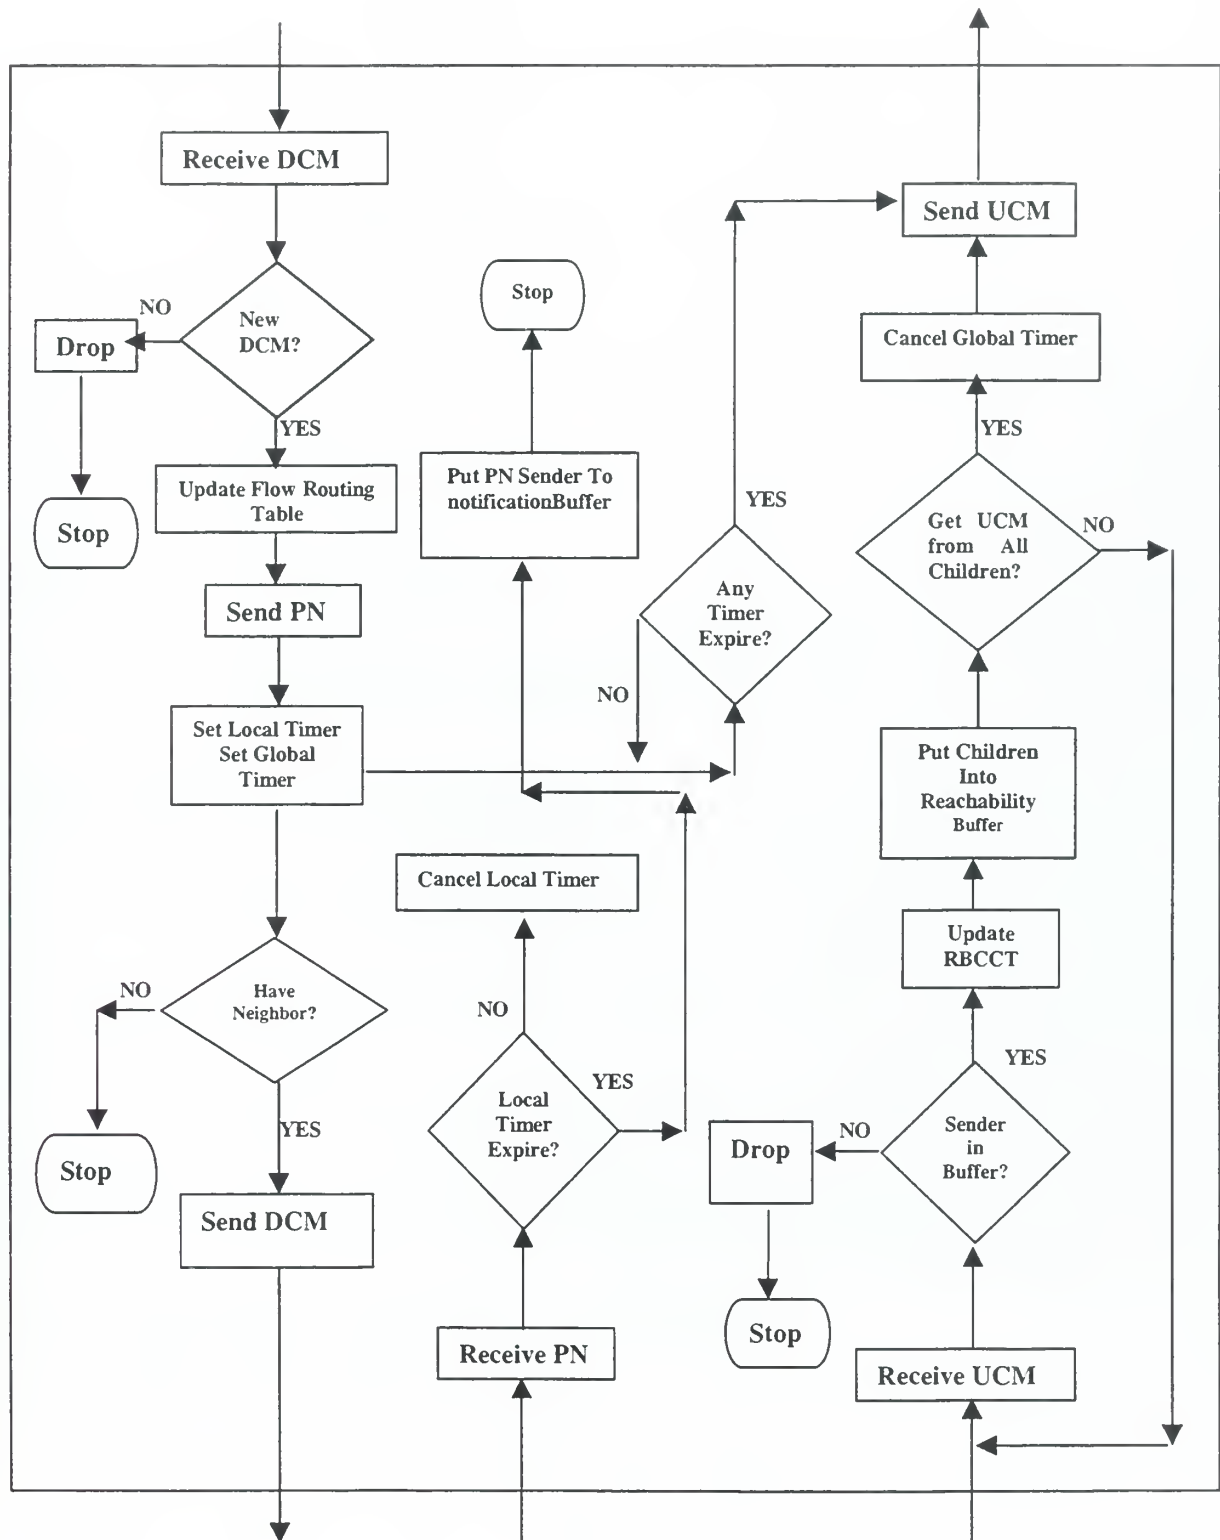 Receive DCM
New
DCM?
NO
Drop
Stop
YES
Update Flow Routing
Table
Send PN
Set Local Timer
Set Global
Timer
Have
Neighbor?
NO
Stop
YES
Send DCM
Stop
Put PN Sender To
notificationBuffer
Cancel Local Timer
NO
YES
Local
Timer
Expire?
Receive PN
YES
Any
Timer
Expire?
NO
Send UCM
Cancel Global Timer
YES
Get UCM
from All
Children?
NO
Put Children
Into
Reachability
Buffer
Update
RBCCT
YES
Sender
in
Buffer?
NO
Drop
Stop
Receive UCM